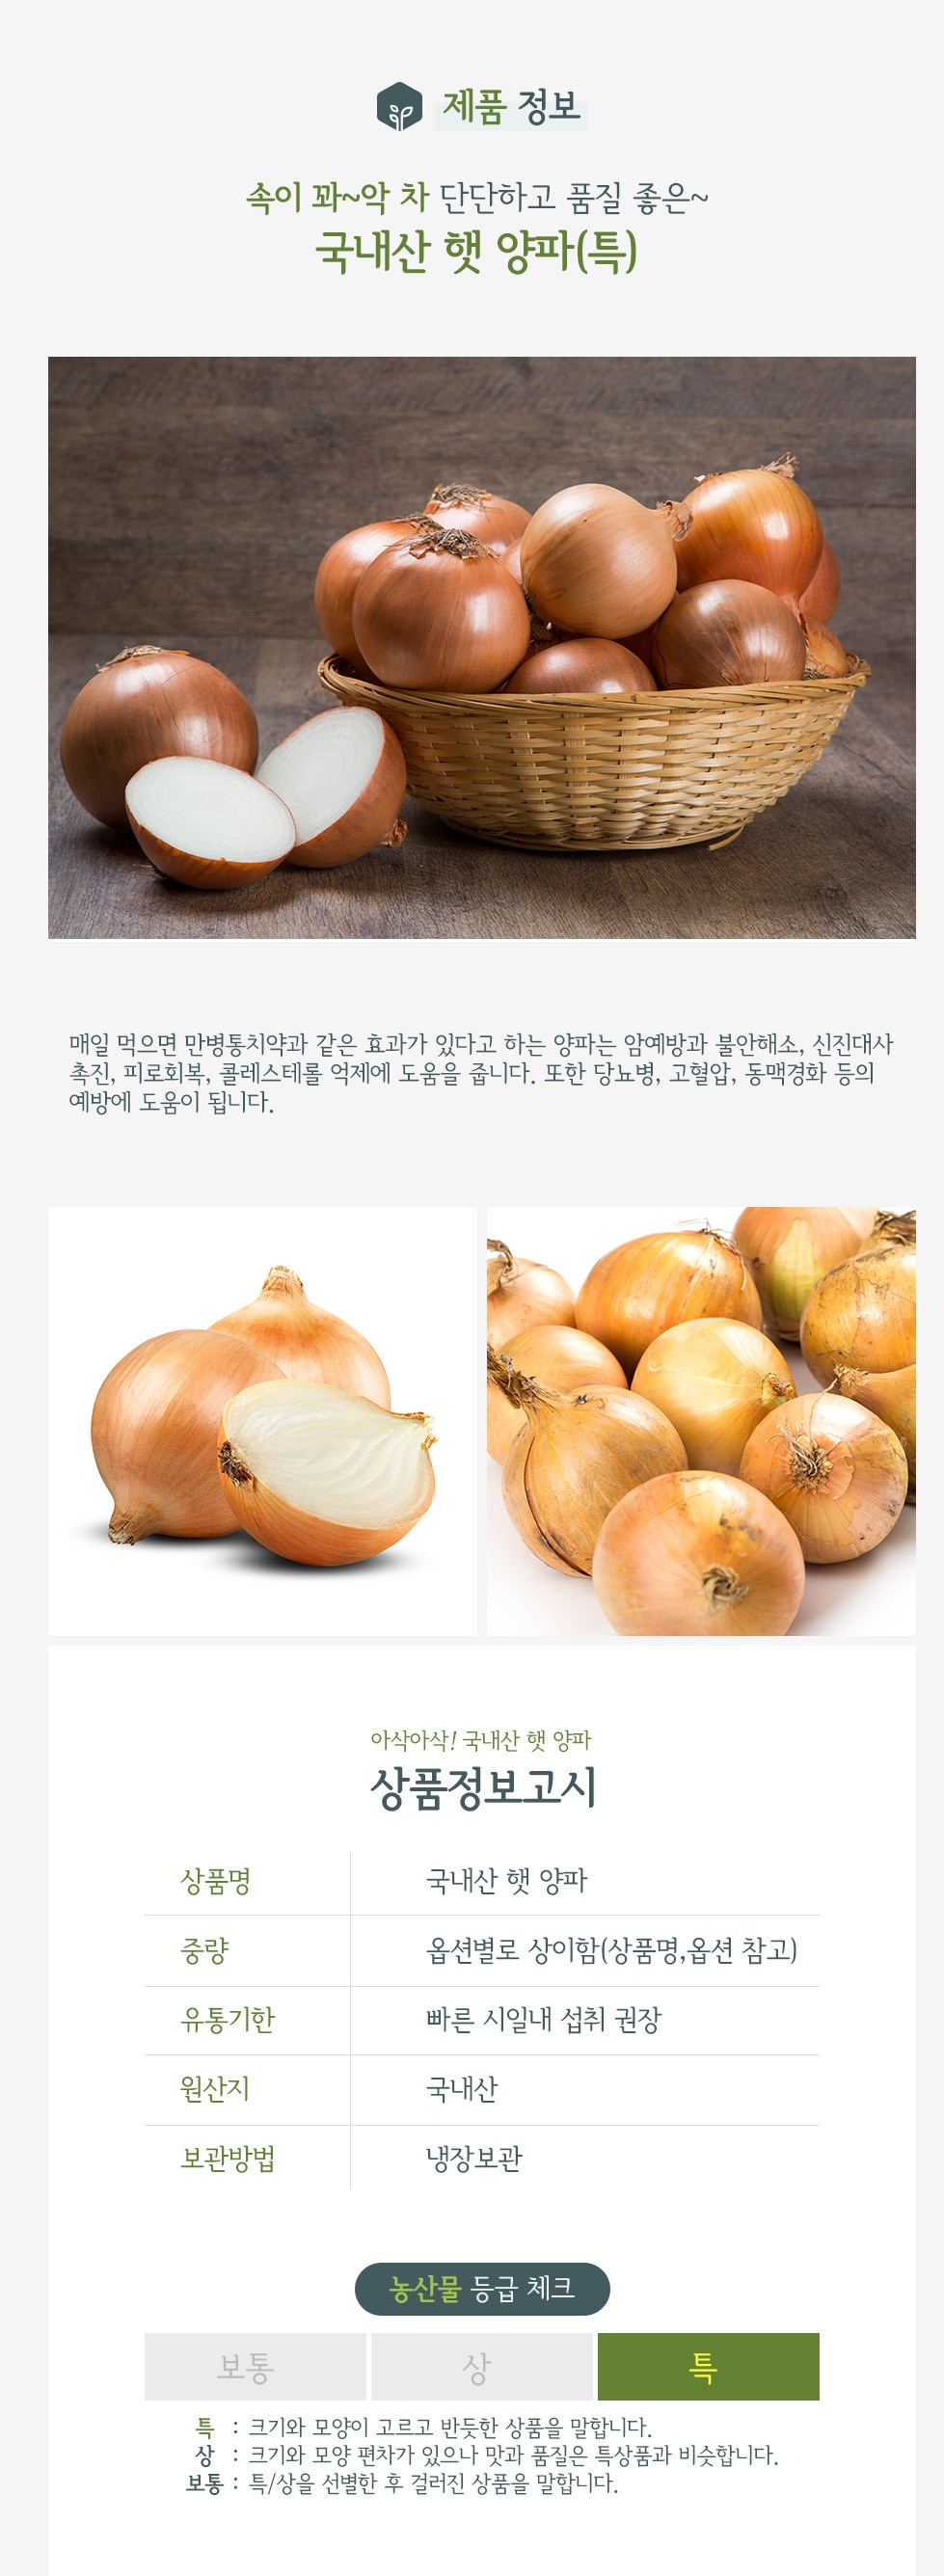 제품 정보
속이 꽈~악 차 단단하고 품질 좋은~
국내산 햇 양파(특)
매일 먹으면 만병통치약과 같은 효과가 있다고 하는 양파는 암예방과 불안해소, 신진대사
촉진, 피로회복, 콜레스테롤 억제에 도움을 줍니다. 또한 당뇨병, 고혈압, 동맥경화 등의
예방에 도움이 됩니다.
아삭아삭! 국내산 햇 양파
상품정보고시
상품명 국내산 햇 양파
중량 옵션별로 상이함(상품명,옵션 참고)
유통기한 빠른 시일내 섭취 권장
원산지 국내산
보관방법 냉장보관
농산물 등급 체크
보통 상 특
특 : 크기와 모양이 고르고 반듯한 상품을 말합니다.
상 : 크기와 모양 편차가 있으나 맛과 품질은 특상품과 비슷합니다.
보통 : 특/상을 선별한 후 걸러진 상품을 말합니다.